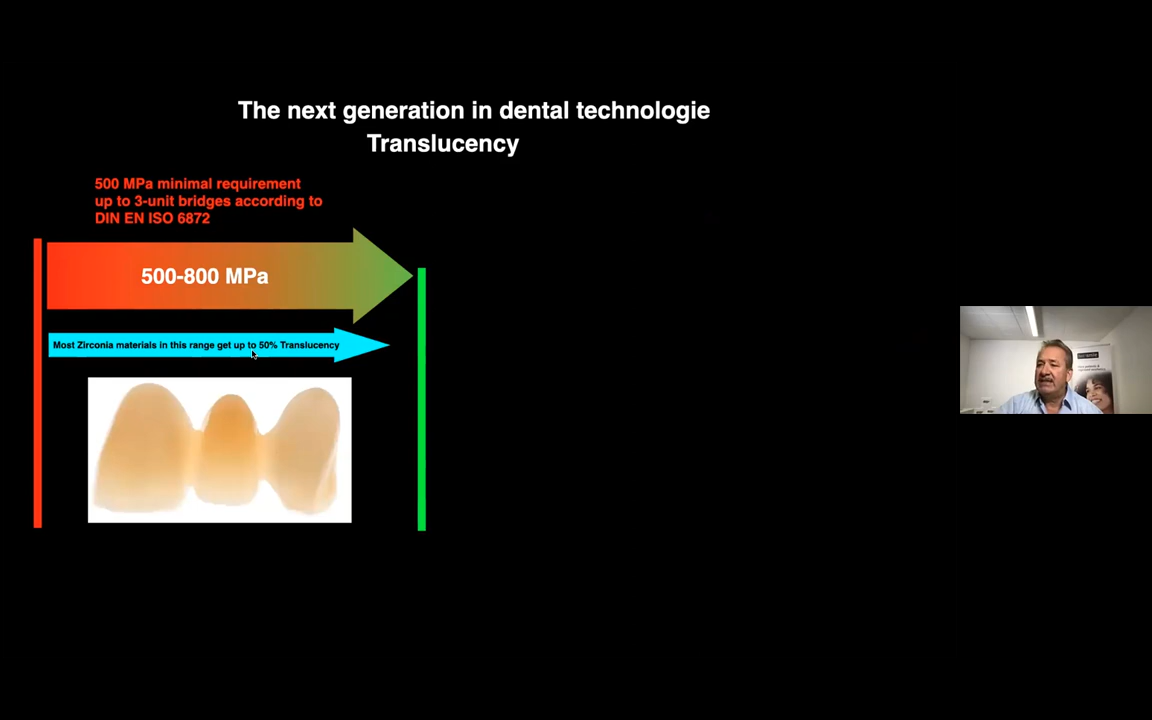 The next generation in dental technologie
Translucency
500 MPa minimal requirement
up to 3-unit bridges according to
DIN EN ISO 6872
500-800 MPa
Most Zirconia materials in this range get up to 50% Translucency